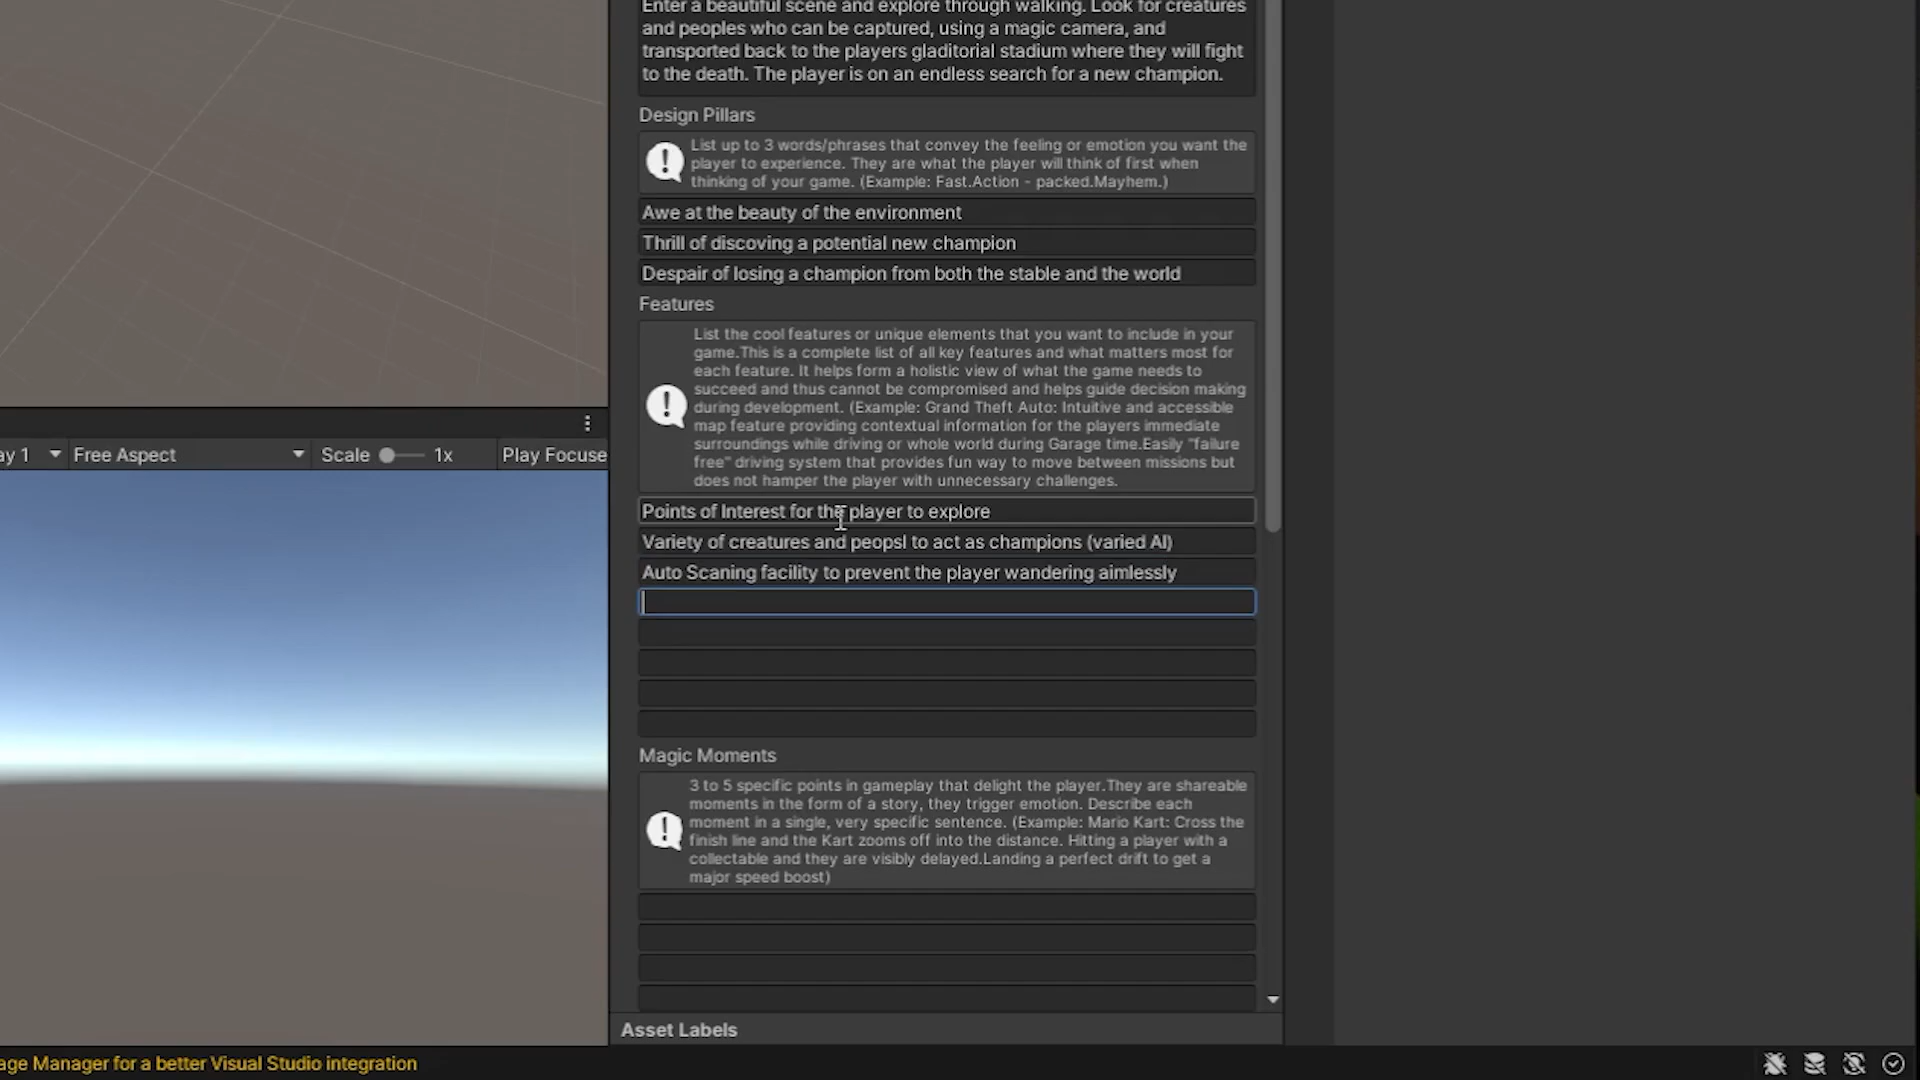 Enter a beautiful scene and explore through walking. Look for creatures
and peoples who can be captured, using a magic camera, and
transported back to the players gladitorial stadium where they will fight
to the death. The player is on an endless search for a new champion.
Design Pillars
List up to 3 words/phrases that convey the feeling or emotion you want the
player to experience. They are what the player will think of first when
thinking of your game. (Example: Fast.Action - packed.Mayhem.)
Awe at the beauty of the environment
Thrill of discoving a potential new champion
Despair of losing a champion from both the stable and the world
Features
List the cool features or unique elements that you want to include in your
game.This is a complete list of all key features and what matters most for
each feature. It helps form a holistic view of what the game needs to
succeed and thus cannot be compromised and helps guide decision making
during development. (Example: Grand Theft Auto: Intuitive and accessible
map feature providing contextual information for the players immediate
surroundings while driving or whole world during Garage time.Easily "failure
free" driving system that provides fun way to move between missions but
does not hamper the player with unnecessary challenges.
ay 1 Free Aspect Scale 1x Play Focuse
Points of Interest for the player to explore
Variety of creatures and peopsl to act as champions (varied AI)
Auto Scaning facility to prevent the player wandering aimlessly
Magic Moments
3 to 5 specific points in gameplay that delight the player.They are shareable
moments in the form of a story, they trigger emotion. Describe each
moment in a single, very specific sentence. (Example: Mario Kart: Cross the
finish line and the Kart zooms off into the distance. Hitting a player with a
collectable and they are visibly delayed.Landing a perfect drift to get a
major speed boost)
Asset Labels
age Manager for a better Visual Studio integration